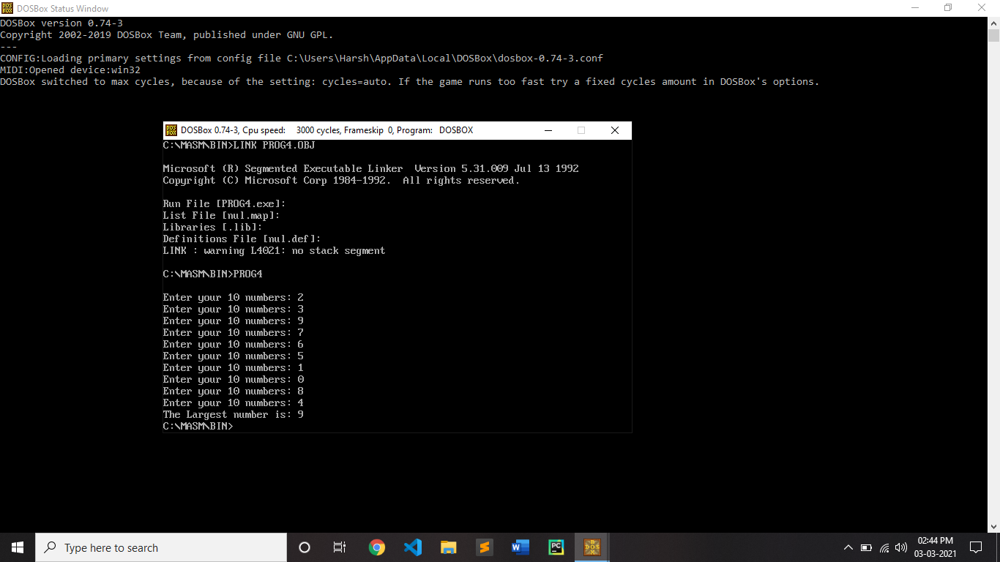 DOSBox Status Window
DOSBox version 0.74-3
Copyright 2002-2019 DOSBox Team, published under GNU GPL.
---
CONFIG:Loading primary settings from config file C:\Users\Harsh\AppData\Local\DOSBox\dosbox-0.74-3.conf
MIDI:Opened device:win32
DOSBox switched to max cycles, because of the setting: cycles=auto. If the game runs too fast try a fixed cycles amount in DOSBox's options.
DOSBox 0.74-3, Cpu speed: 3000 cycles, Frameskip 0, Program: DOSBOX
C:\MASM\BIN>LINK PROG4.OBJ
Microsoft (R) Segmented Executable Linker Version 5.31.009 Jul 13 1992
Copyright (C) Microsoft Corp 1984-1992. All rights reserved.
Run File [PROG4.exe]:
List File [nul.map]:
Libraries [.lib]:
Definitions File [nul.def]:
LINK : warning L4021: no stack segment
C:\MASM\BIN>PROG4
Enter your 10 numbers: 2
Enter your 10 numbers: 3
Enter your 10 numbers: 9
Enter your 10 numbers: 7
Enter your 10 numbers: 6
Enter your 10 numbers: 5
Enter your 10 numbers: 1
Enter your 10 numbers: 0
Enter your 10 numbers: 8
Enter your 10 numbers: 4
The Largest number is: 9
C:\MASM\BIN>
Type here to search
02:44 PM
03-03-2021